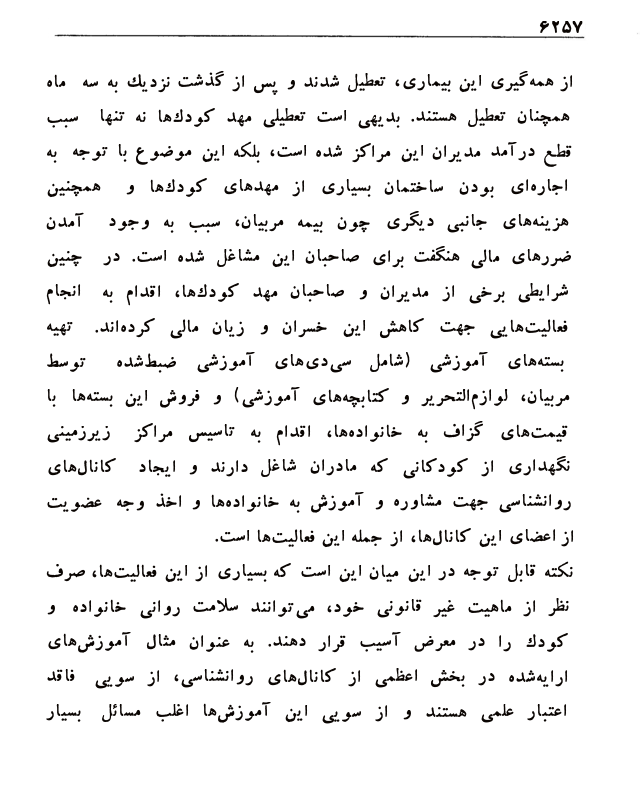 ۶۲۵۷
از همه‌گیری این بیماری، تعطیل شدند و پس از گذشت نزدیك به سه ماه
همچنان تعطیل هستند. بدیهی است تعطیلی مهد کودك‌ها نه تنها سبب
قطع درآمد مدیران این مراکز شده است، بلکه این موضوع با توجه به
اجاره‌ای بودن ساختمان بسیاری از مهدهای کودك‌ها و همچنین
هزینه‌های جانبی دیگری چون بیمه مربیان، سبب به وجود آمدن
ضررهای مالی هنگفت برای صاحبان این مشاغل شده است. در چنین
شرایطی برخی از مدیران و صاحبان مهد کودك‌ها، اقدام به انجام
فعالیت‌هایی جهت کاهش این خسران و زیان مالی کرده‌اند. تهیه
بسته‌های آموزشی (شامل سی‌دی‌های آموزشی ضبط‌شده توسط
مربیان، لوازم‌التحریر و کتابچه‌های آموزشی) و فروش این بسته‌ها با
قیمت‌های گزاف به خانواده‌ها، اقدام به تاسیس مراکز زیرزمینی
نگهداری از کودکانی که مادران شاغل دارند و ایجاد کانال‌های
روانشناسی جهت مشاوره و آموزش به خانواده‌ها و اخذ وجه عضویت
از اعضای این کانال‌ها، از جمله این فعالیت‌ها است.
نکته قابل توجه در این میان این است که بسیاری از این فعالیت‌ها، صرف
نظر از ماهیت غیر قانونی خود، می‌توانند سلامت روانی خانواده و
کودك را در معرض آسیب قرار دهند. به عنوان مثال آموزش‌های
ارایه‌شده در بخش اعظمی از کانال‌های روانشناسی، از سویی فاقد
اعتبار علمی هستند و از سویی این آموزش‌ها اغلب مسائل بسیار